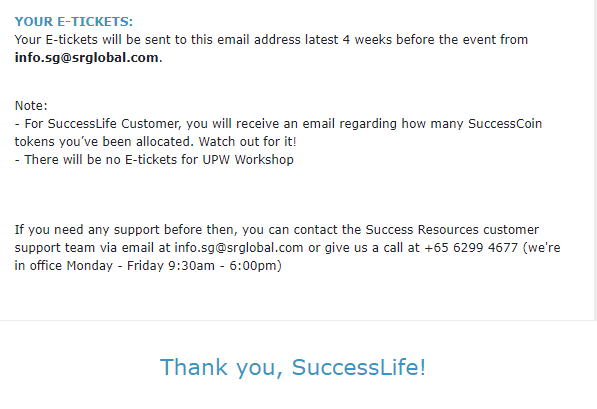 YOUR E-TICKETS:
Your E-tickets will be sent to this email address latest 4 weeks before the event from
info.sg@srglobal.com.
Note:
- For SuccessLife Customer, you will receive an email regarding how many SuccessCoin
tokens you’ve been allocated. Watch out for it!
- There will be no E-tickets for UPW Workshop
If you need any support before then, you can contact the Success Resources customer
support team via email at info.sg@srglobal.com or give us a call at +65 6299 4677 (we're
in office Monday - Friday 9:30am - 6:00pm)
Thank you, SuccessLife!